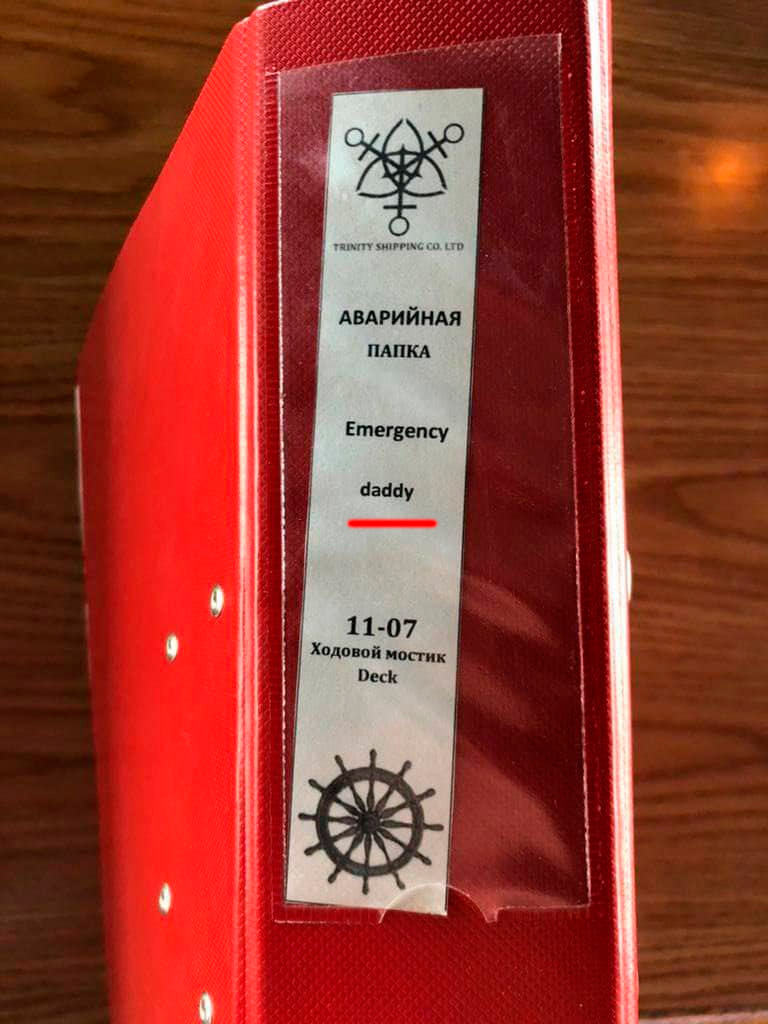 TRINITY SHIPPING CO. LTD
АВАРИЙНАЯ
ПАПКА
Emergency
daddy
11-07
Ходовой мостик
Deck